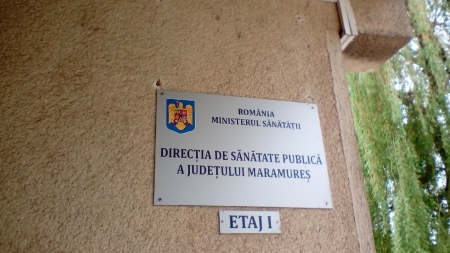 ROMÂNIA
MINISTERUL SĂNĂTĂȚII
DIRECȚIA DE SĂNĂTATE PUBLICĂ
A JUDEȚULUI MARAMUREȘ
ETAJ I